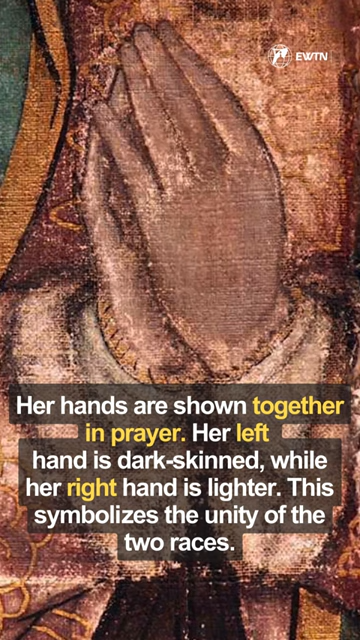 EWTN
Her hands are shown together
in prayer. Her left
hand is dark-skinned, while
her right hand is lighter. This
symbolizes the unity of the
two races.